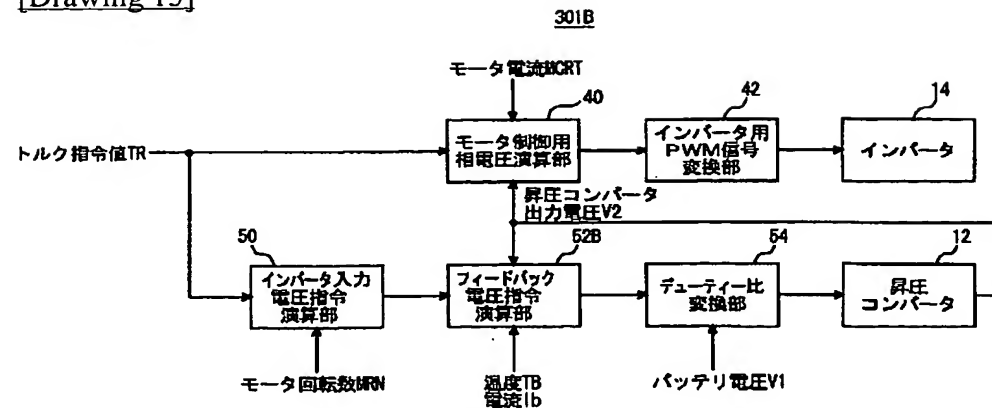 [Drawing 15]
301B
モータ電流MCRT
40
42
14
トルク指令値TR
モータ制御用
相電圧演算部
インバータ用
PWM信号
変換部
インバータ
昇圧コンバータ
出力電圧V2
50
52B
54
12
インバータ入力
電圧指令
演算部
フィードバック
電圧指令
演算部
デューティー比
変換部
昇圧
コンバータ
モータ回転数MRN
温度TB
電流Ib
バッテリ電圧V1